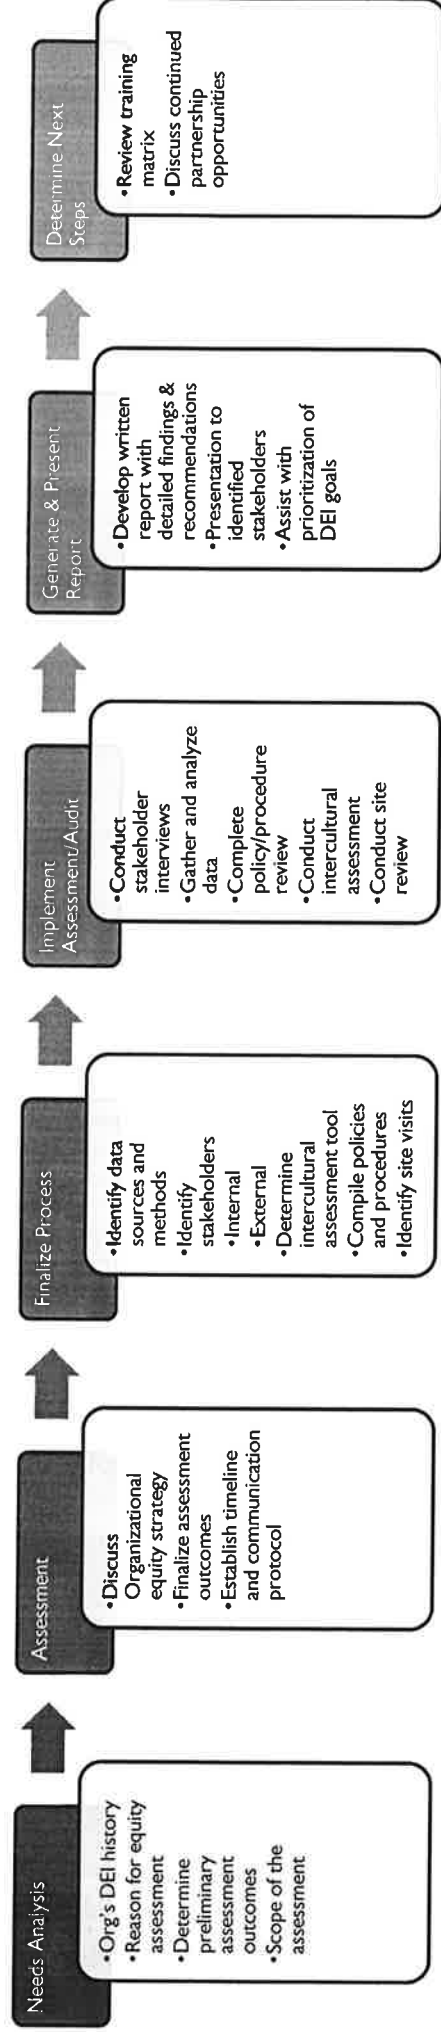 Needs Analysis
•Org's DEI history
•Reason for equity
assessment
•Determine
preliminary
assessment
outcomes
•Scope of the
assessment
Assessment
•Discuss
Organizational
equity strategy
•Finalize assessment
outcomes
•Establish timeline
and communication
protocol
Finalize Process
•Identify data
sources and
methods
•Identify
stakeholders
•Internal
•External
•Determine
intercultural
assessment tool
•Compile policies
and procedures
•Identify site visits
Implement
Assessment/Audit
•Conduct
stakeholder
interviews
•Gather and analyze
data
•Complete
policy/procedure
review
•Conduct
intercultural
assessment
•Conduct site
review
Generate & Present
Report
•Develop written
report with
detailed findings &
recommendations
•Presentation to
identified
stakeholders
•Assist with
prioritization of
DEI goals
Determine Next
Steps
•Review training
matrix
•Discuss continued
partnership
opportunities